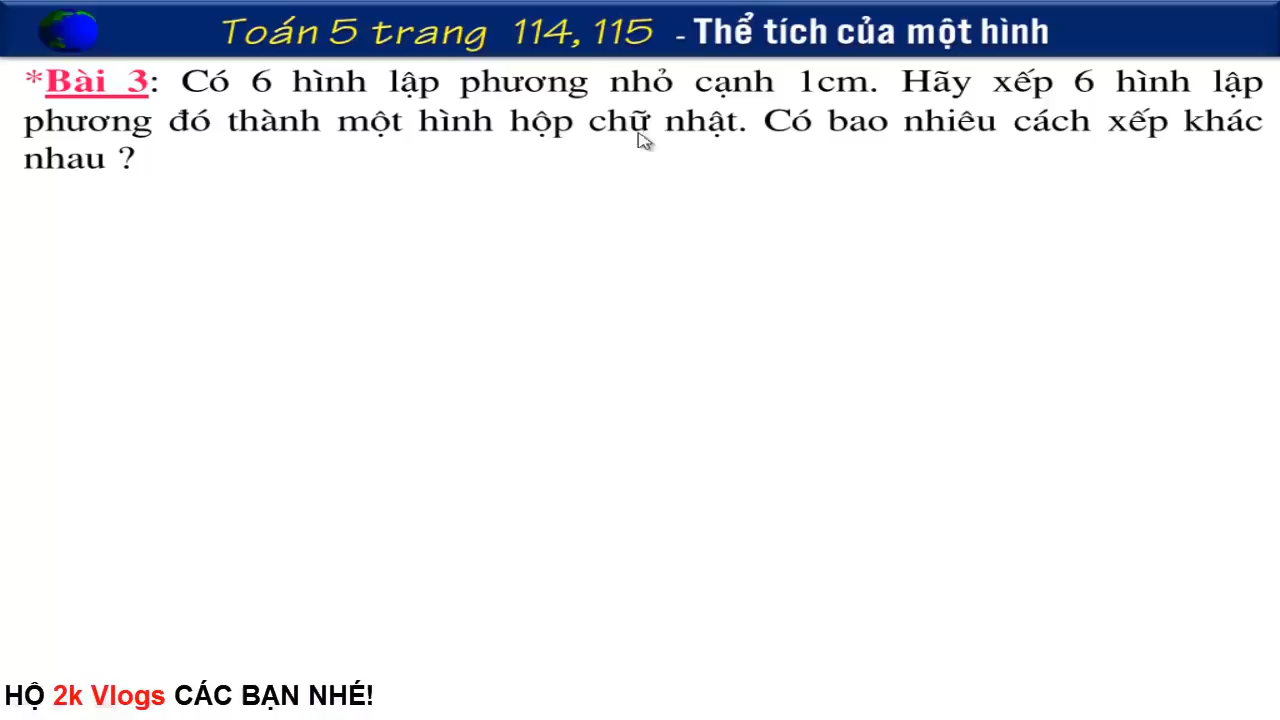 Toán 5 trang 114, 115 - Thể tích của một hình
*Bài 3: Có 6 hình lập phương nhỏ cạnh 1cm. Hãy xếp 6 hình lập
phương đó thành một hình hộp chữ nhật. Có bao nhiêu cách xếp khác
nhau ?
HỘ 2k Vlogs CÁC BẠN NHÉ!